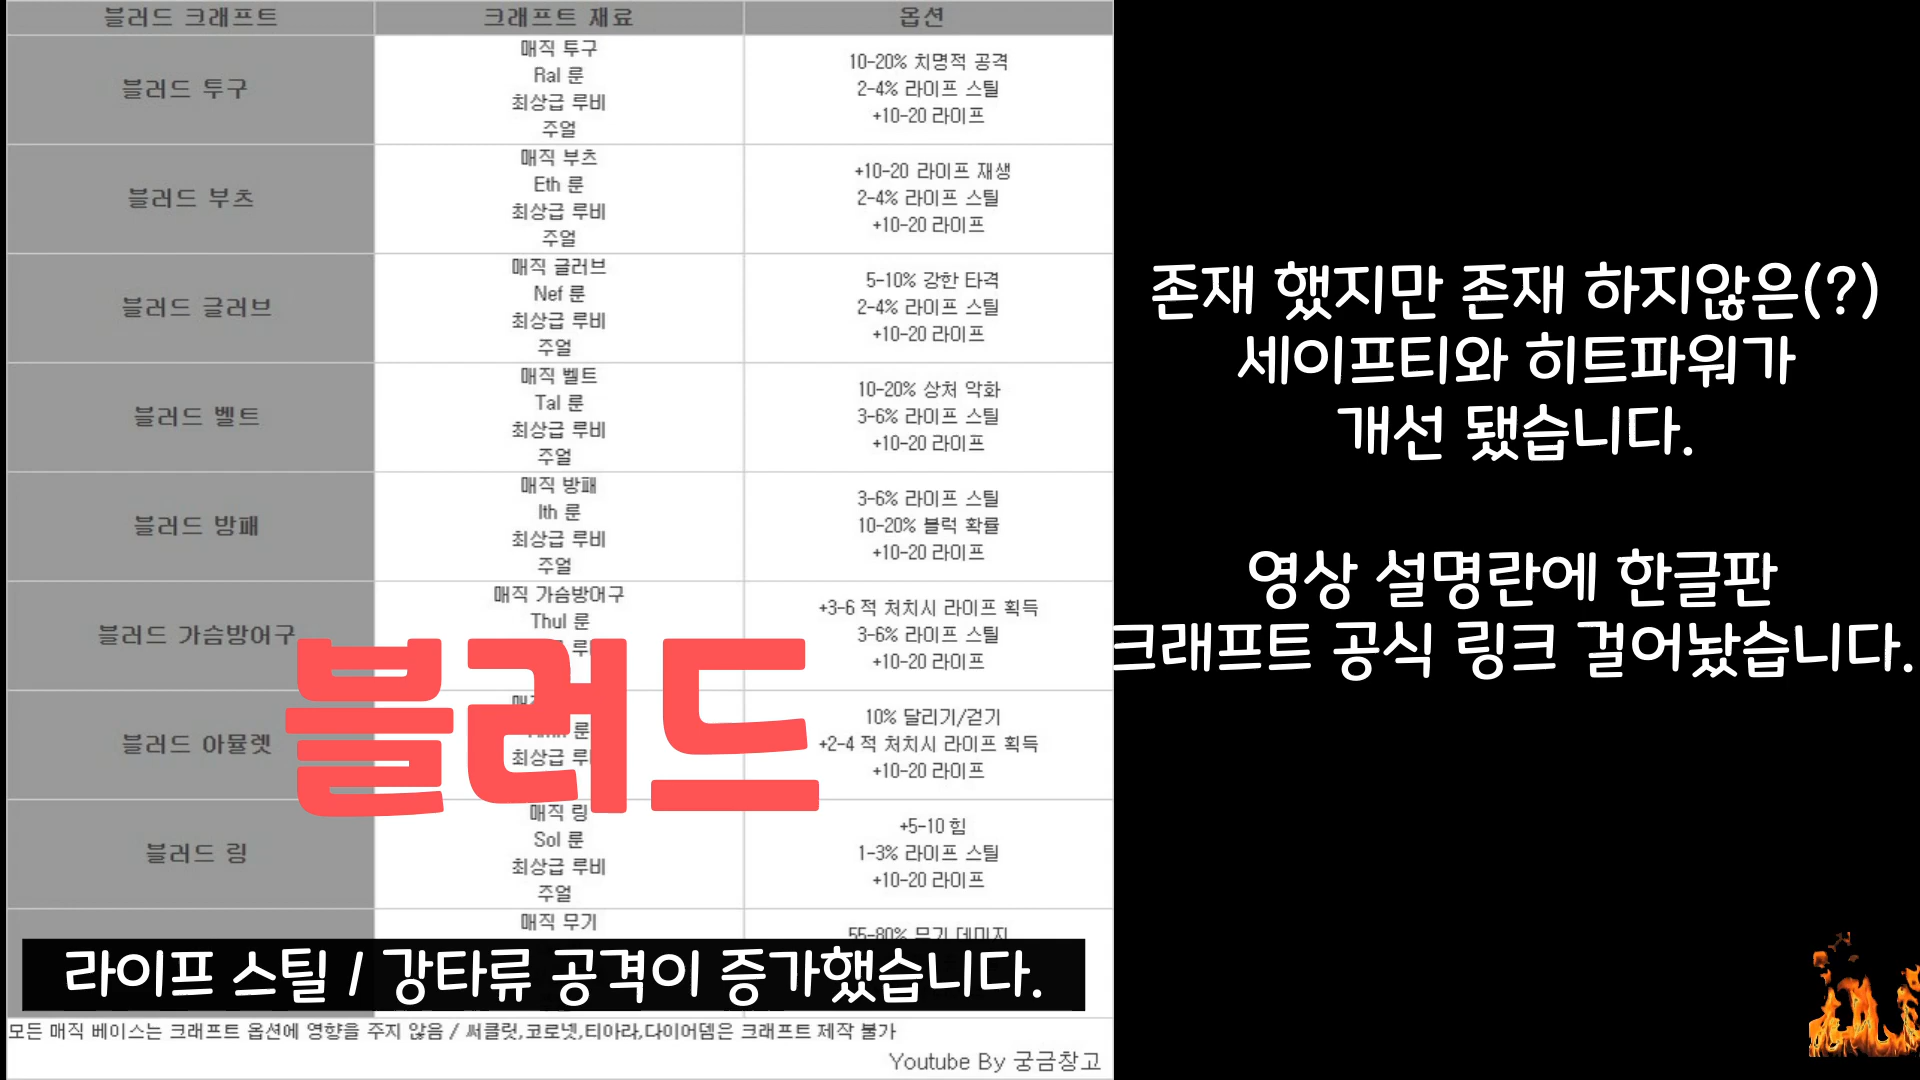 블러드 크래프트 크래프트 재료 옵션
블러드 투구
매직 투구
Ral 룬
최상급 루비
주얼
10-20% 치명적 공격
2-4% 라이프 스틸
+10-20 라이프
블러드 부츠
매직 부츠
Eth 룬
최상급 루비
주얼
+10-20 라이프 재생
2-4% 라이프 스틸
+10-20 라이프
블러드 글러브
매직 글러브
Nef 룬
최상급 루비
주얼
5-10% 강한 타격
2-4% 라이프 스틸
+10-20 라이프
블러드 벨트
매직 벨트
Tal 룬
최상급 루비
주얼
10-20% 상처 악화
3-6% 라이프 스틸
+10-20 라이프
블러드 방패
매직 방패
Ith 룬
최상급 루비
주얼
3-6% 라이프 스틸
10-20% 블럭 확률
+10-20 라이프
블러드 가슴방어구
매직 가슴방어구
Thul 룬
+3-6 적 처치시 라이프 획득
3-6% 라이프 스틸
+10-20 라이프
블러드 아뮬렛
룬
최상급
10% 달리기/걷기
+2-4 적 처치시 라이프 획득
+10-20 라이프
블러드 링
매직 링
Sol 룬
최상급 루비
주얼
+5-10 힘
1-3% 라이프 스틸
+10-20 라이프
매직 무기
55-80% 무기 데미지
블러드
라이프 스틸 / 강타류 공격이 증가했습니다.
모든 매직 베이스는 크래프트 옵션에 영향을 주지 않음 / 써클릿,코로넷,티아라,다이어뎀은 크래프트 제작 불가
Youtube By 궁금창고
존재 했지만 존재 하지않은(?)
세이프티와 히트파워가
개선 됐습니다.
영상 설명란에 한글판
크래프트 공식 링크 걸어놨습니다.